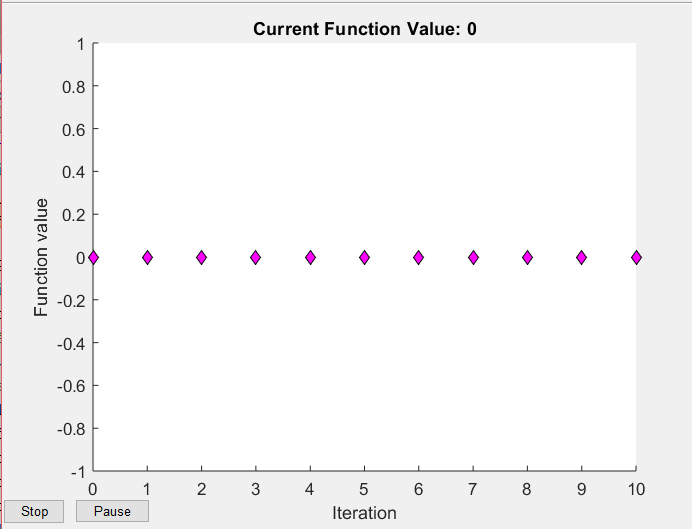 Current Function Value: 0
1
0.8
0.6
0.4
0.2
0
-0.2
-0.4
-0.6
-0.8
-1
Function value
0 1 2 3 4 5 6 7 8 9 10
Iteration
Stop Pause